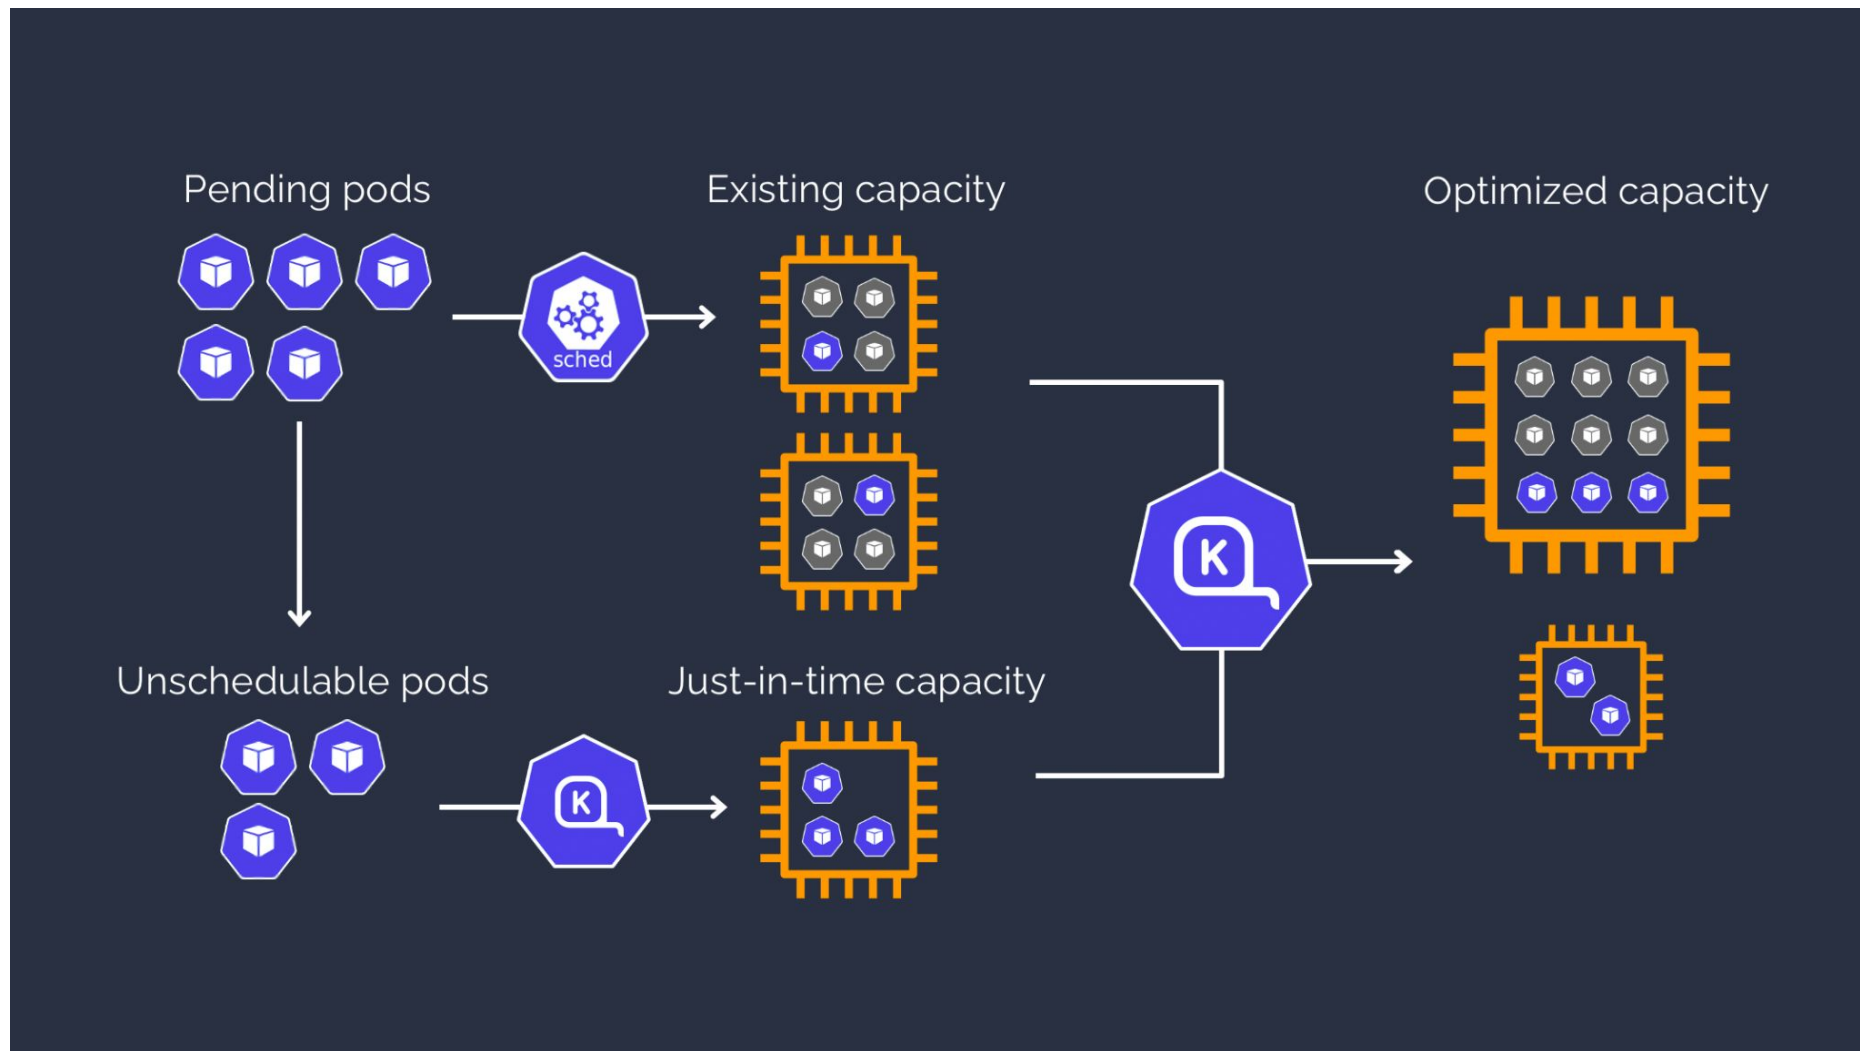 Pending pods
Existing capacity
Optimized capacity
sched
K
Unschedulable pods
Just-in-time capacity
K